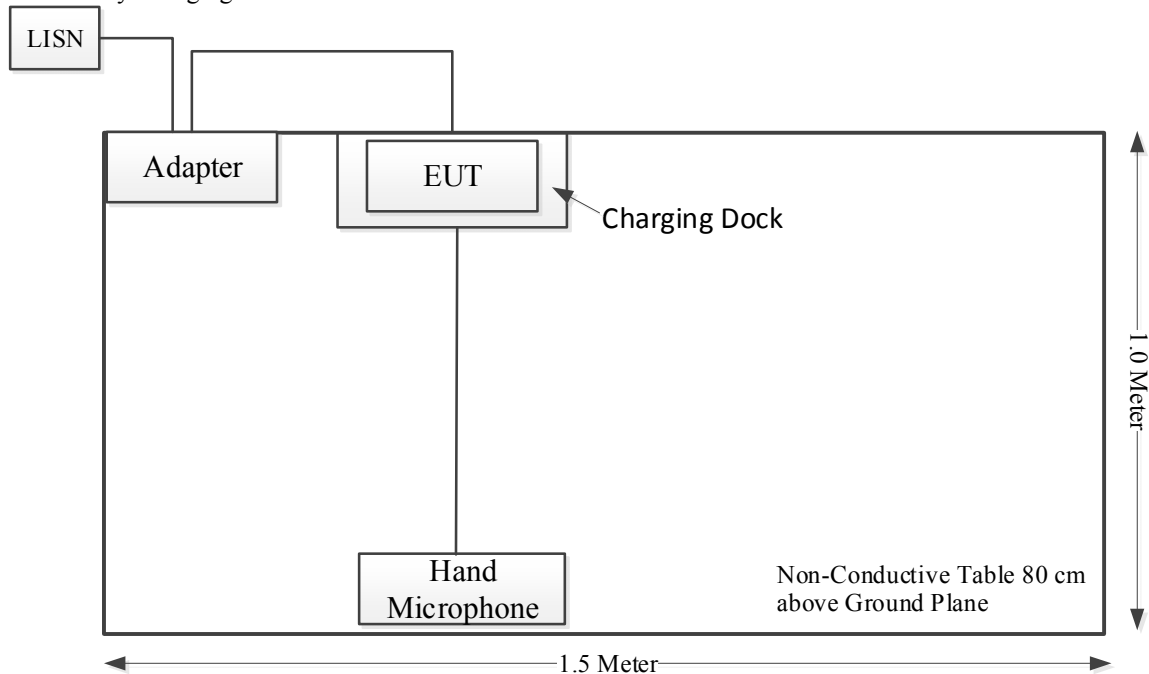 LISN
Adapter
EUT
Charging Dock
1.0 Meter
Hand
Microphone
Non-Conductive Table 80 cm
above Ground Plane
1.5 Meter